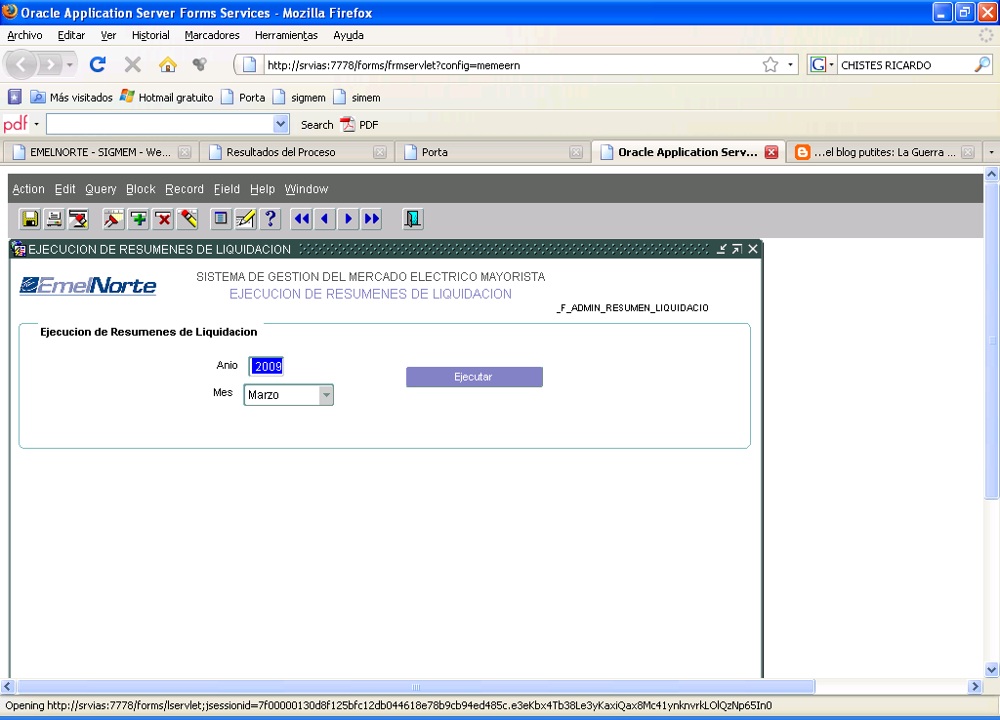 Oracle Application Server Forms Services - Mozilla Firefox
Archivo Editar Ver Historial Marcadores Herramientas Ayuda
http://srvias:7778/forms/frmservlet?config=memeern
G CHISTES RICARDO
Más visitados Hotmail gratuito Porta sigmem simem
pdf Search PDF
EMELNORTE - SIGMEM - We... Resultados del Proceso Porta Oracle Application Serv... ...el blog putites: La Guerra ...
Action Edit Query Block Record Field Help Window
EJECUCION DE RESUMENES DE LIQUIDACION
EmelNorte
SISTEMA DE GESTION DEL MERCADO ELECTRICO MAYORISTA
EJECUCION DE RESUMENES DE LIQUIDACION
_F_ADMIN_RESUMEN_LIQUIDACIO
Ejecucion de Resumenes de Liquidacion
Anio 2009
Ejecutar
Mes Marzo
Opening http://srvias:7778/forms/lservlet;jsessionid=7f00000130d8f125bfc12db044618e78b9cb94ed485c.e3eKbx4Tb38Le3yKaxiQax8Mc41ynknvrkLOlQzNp65In0